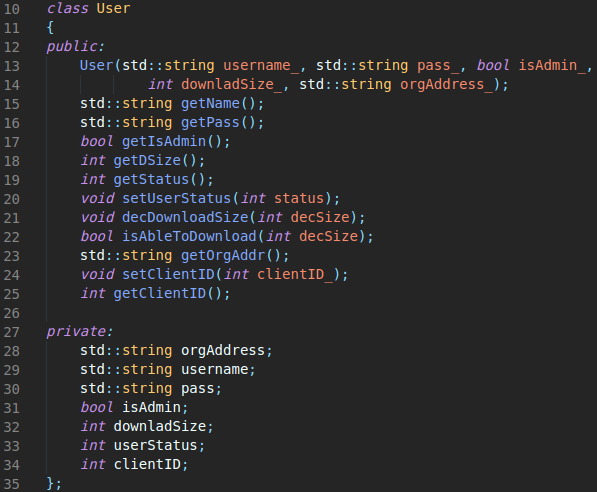 10 class User
11 {
12 public:
13     User(std::string username_, std::string pass_, bool isAdmin_,
14             int downladSize_, std::string orgAddress_);
15     std::string getName();
16     std::string getPass();
17     bool getIsAdmin();
18     int getDSize();
19     int getStatus();
20     void setUserStatus(int status);
21     void decDownloadSize(int decSize);
22     bool isAbleToDownload(int decSize);
23     std::string getOrgAddr();
24     void setClientID(int clientID_);
25     int getClientID();
26
27 private:
28     std::string orgAddress;
29     std::string username;
30     std::string pass;
31     bool isAdmin;
32     int downladSize;
33     int userStatus;
34     int clientID;
35 };